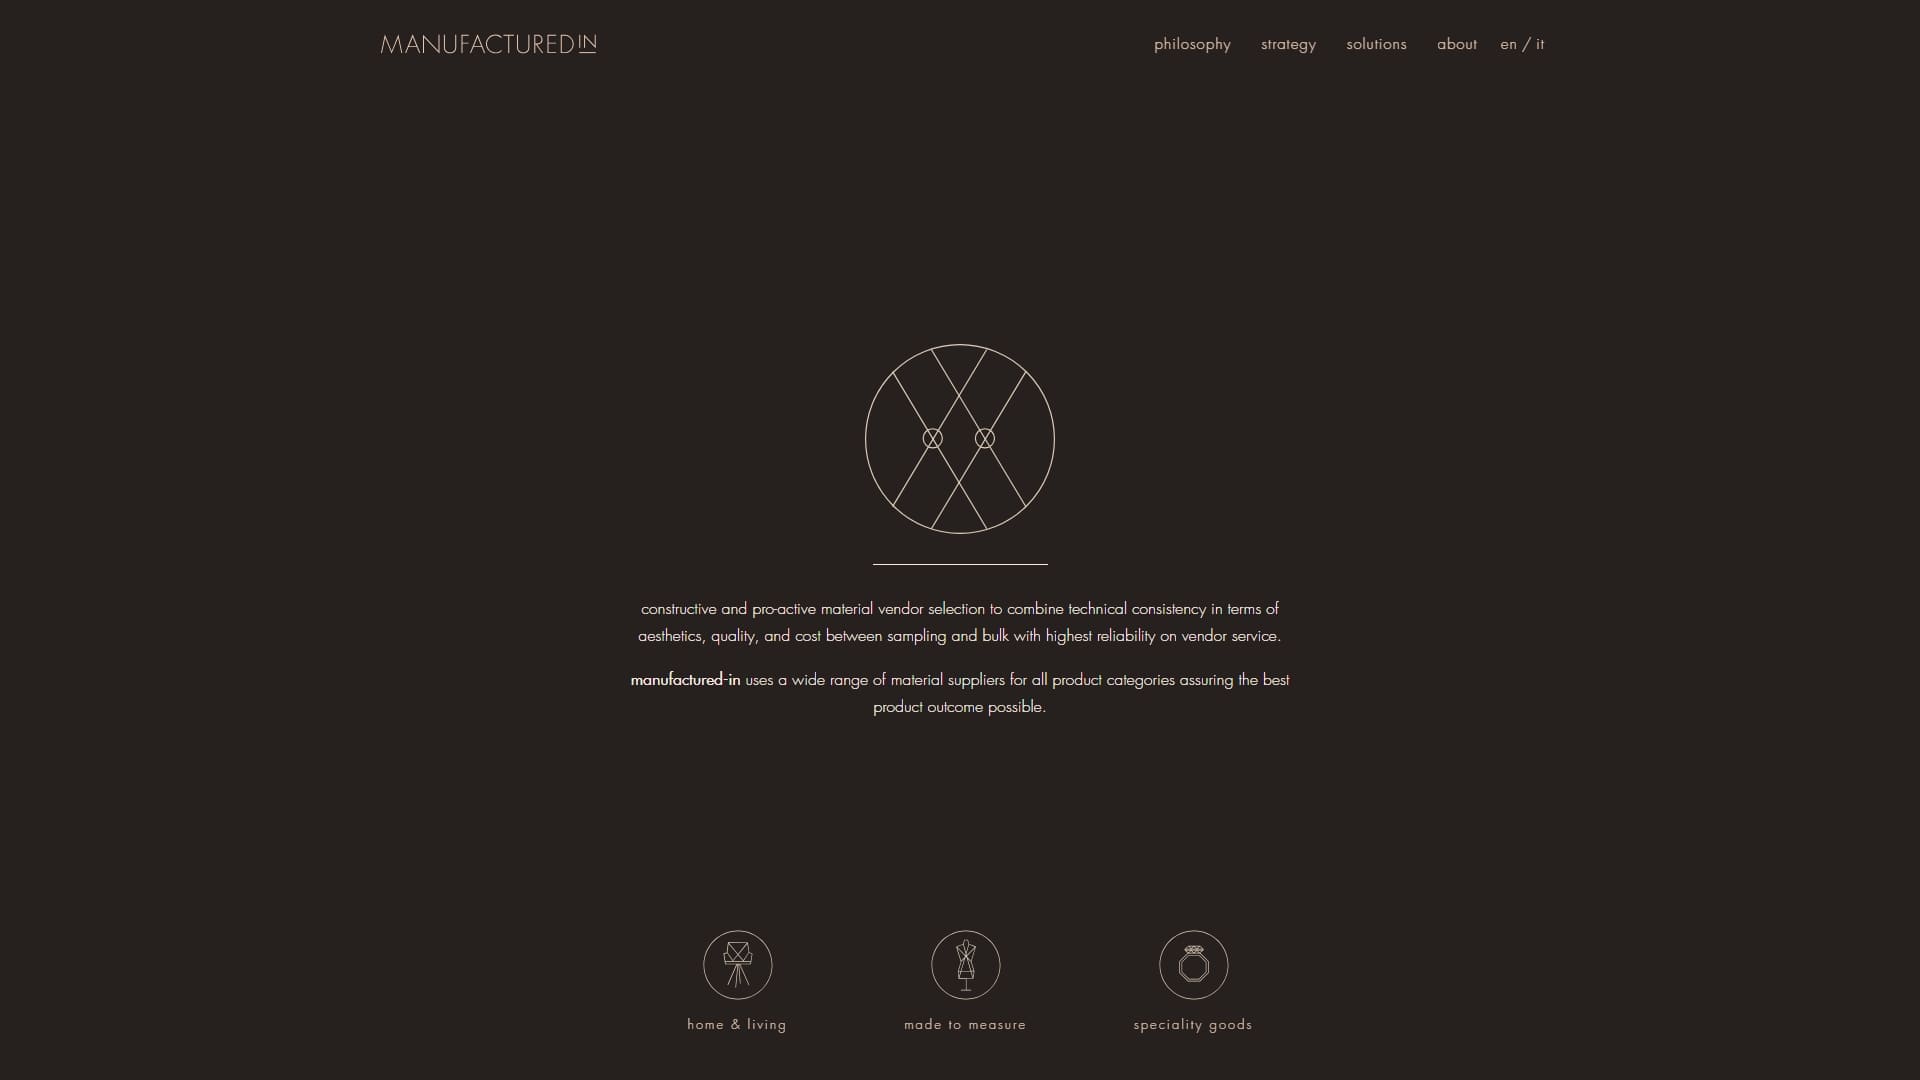 MANUFACTURED IN
philosophy strategy solutions about en / it
constructive and pro-active material vendor selection to combine technical consistency in terms of
aesthetics, quality, and cost between sampling and bulk with highest reliability on vendor service.
manufactured-in uses a wide range of material suppliers for all product categories assuring the best
product outcome possible.
home & living made to measure speciality goods